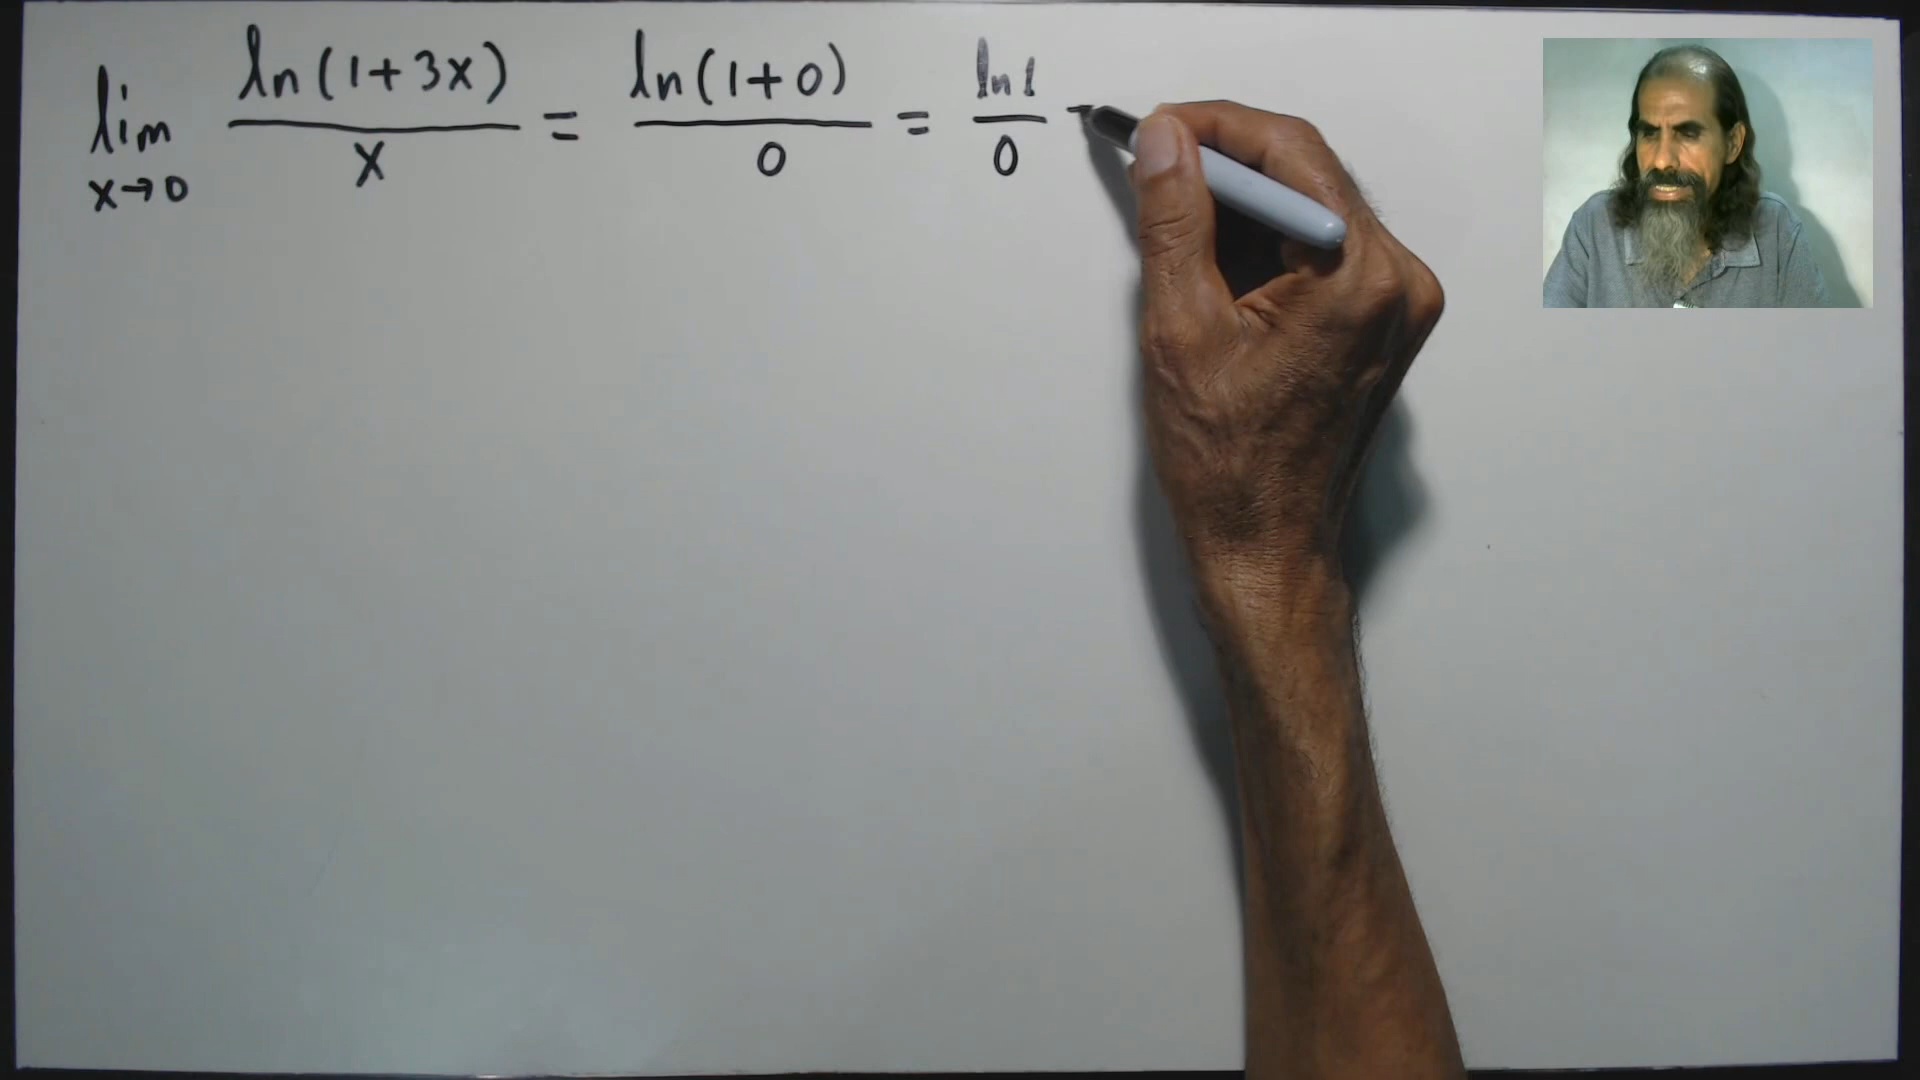 lim x→0 ln(1+3x)/x = ln(1+0)/0 = ln1/0